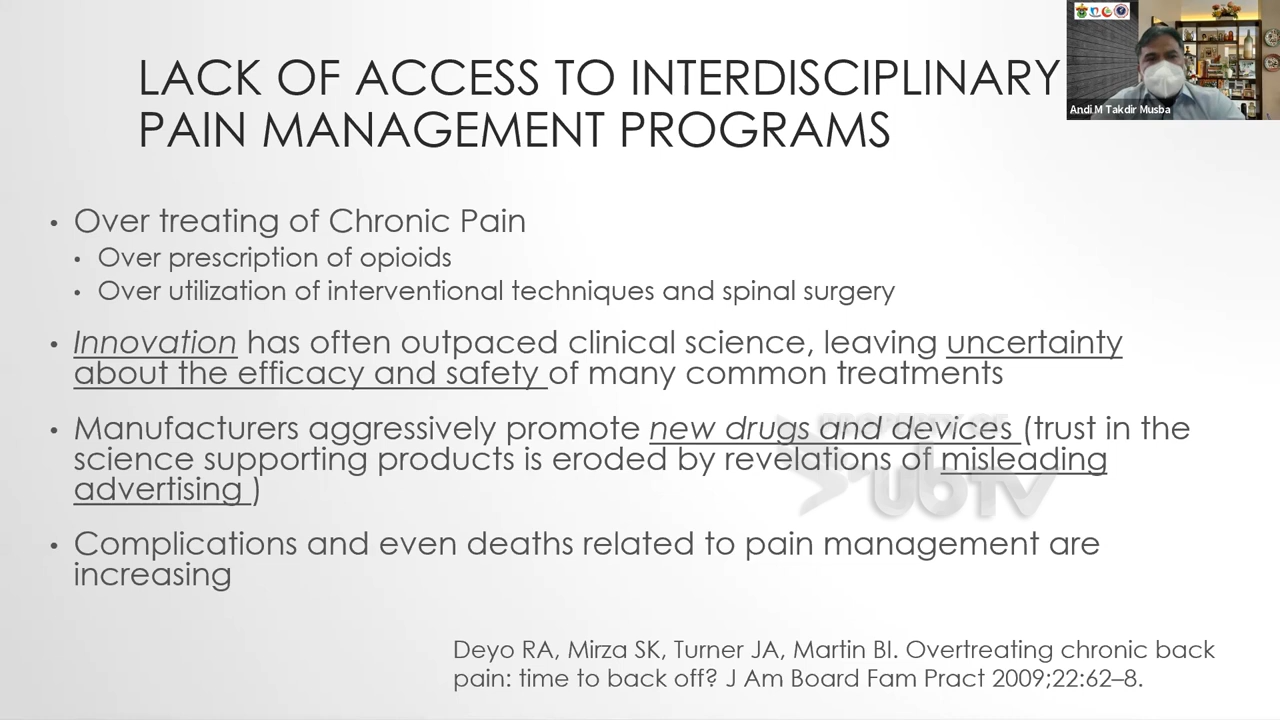 LACK OF ACCESS TO INTERDISCIPLINARY
PAIN MANAGEMENT PROGRAMS
Andi M Takdir Musba
• Over treating of Chronic Pain
• Over prescription of opioids
• Over utilization of interventional techniques and spinal surgery
• Innovation has often outpaced clinical science, leaving uncertainty
about the efficacy and safety of many common treatments
• Manufacturers aggressively promote new drugs and devices (trust in the
science supporting products is eroded by revelations of misleading
advertising )
PROPERTY OF
UBTV
• Complications and even deaths related to pain management are
increasing
Deyo RA, Mirza SK, Turner JA, Martin BI. Overtreating chronic back
pain: time to back off? J Am Board Fam Pract 2009;22:62–8.